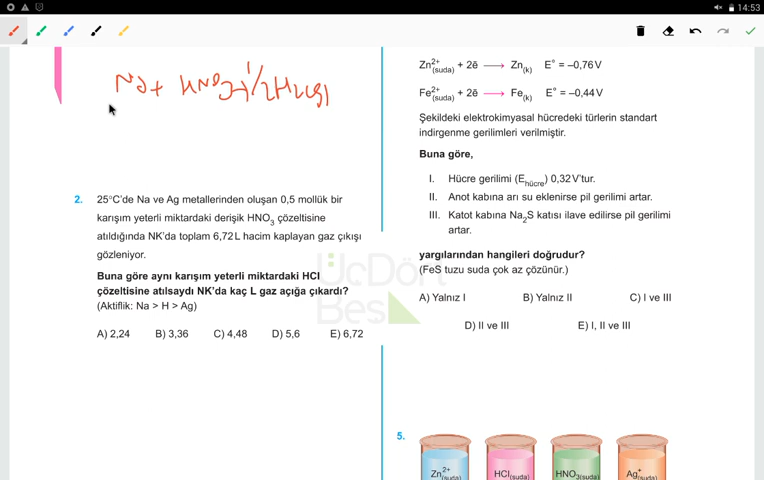 14:53
Na + HNO3 → 1/2H2(g)
2. 25°C'de Na ve Ag metallerinden oluşan 0,5 mollük bir
karışım yeterli miktardaki derişik HNO3 çözeltisine
atıldığında NK'da toplam 6,72 L hacim kaplayan gaz çıkışı
gözleniyor.
Buna göre aynı karışım yeterli miktardaki HCl
çözeltisine atılsaydı NK'da kaç L gaz açığa çıkardı?
(Aktiflik: Na > H > Ag)
A) 2,24 B) 3,36 C) 4,48 D) 5,6 E) 6,72
ÜçDört
Beş
Zn2+(suda) + 2ē → Zn(k) E° = –0,76 V
Fe2+(suda) + 2ē → Fe(k) E° = –0,44 V
Şekildeki elektrokimyasal hücredeki türlerin standart
indirgenme gerilimleri verilmiştir.
Buna göre,
I. Hücre gerilimi (Ehücre) 0,32 V'tur.
II. Anot kabına arı su eklenirse pil gerilimi artar.
III. Katot kabına Na2S katısı ilave edilirse pil gerilimi
artar.
yargılarından hangileri doğrudur?
(FeS tuzu suda çok az çözünür.)
A) Yalnız I B) Yalnız II C) I ve III
D) II ve III E) I, II ve III
5.
Zn2+(suda) HCl(suda) HNO3(suda) Ag+(suda)